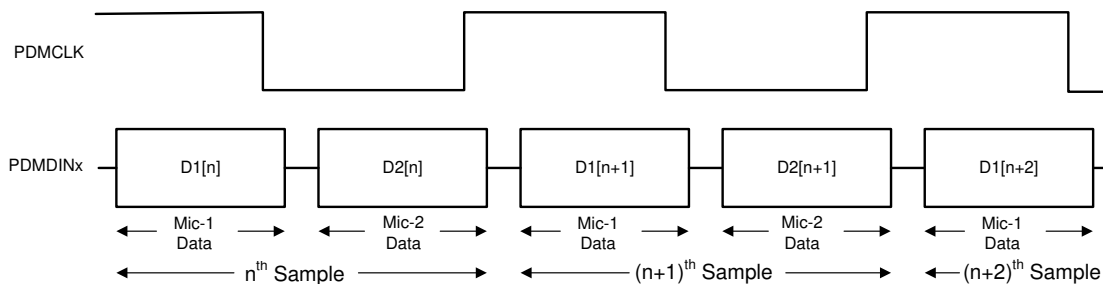 PDMCLK
PDMDINx
D1[n]
D2[n]
D1[n+1]
D2[n+1]
D1[n+2]
Mic-1
Data
Mic-2
Data
Mic-1
Data
Mic-2
Data
Mic-1
Data
nth Sample
(n+1)th Sample
(n+2)th Sample